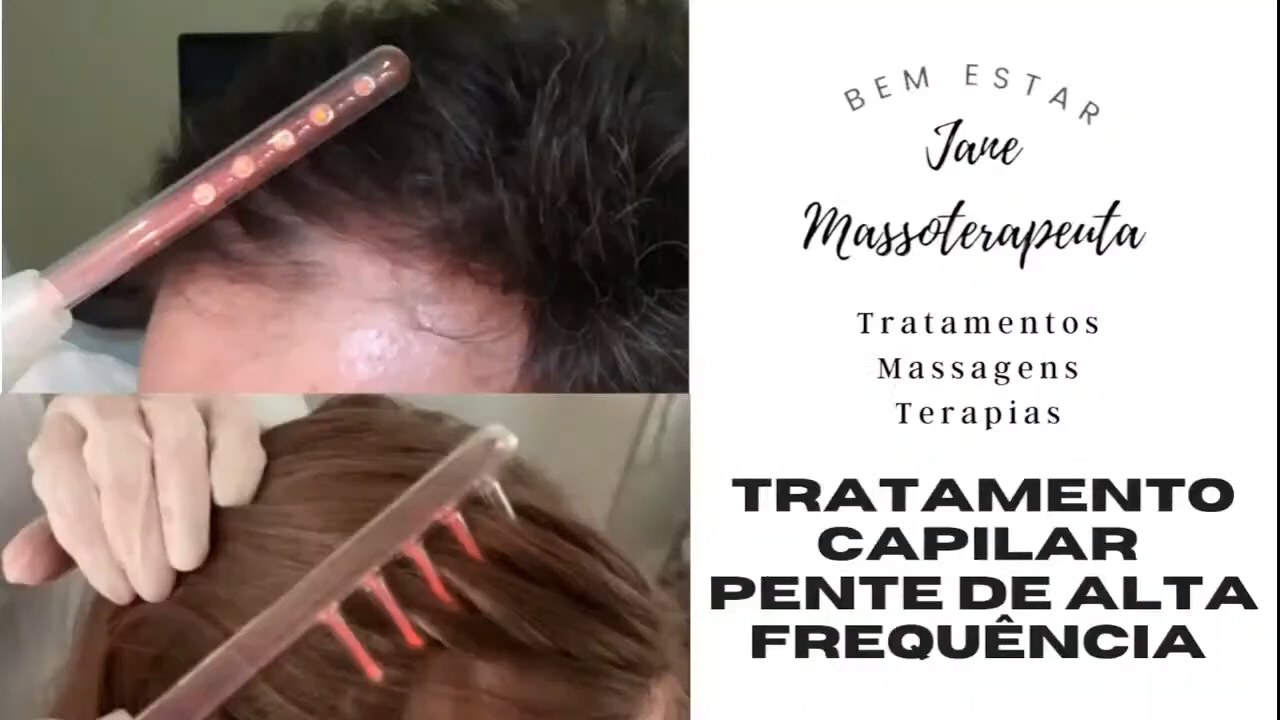 BEM ESTAR
Jane
Massoterapeuta
Tratamentos
Massagens
Terapias
TRATAMENTO
CAPILAR
PENTE DE ALTA
FREQUÊNCIA